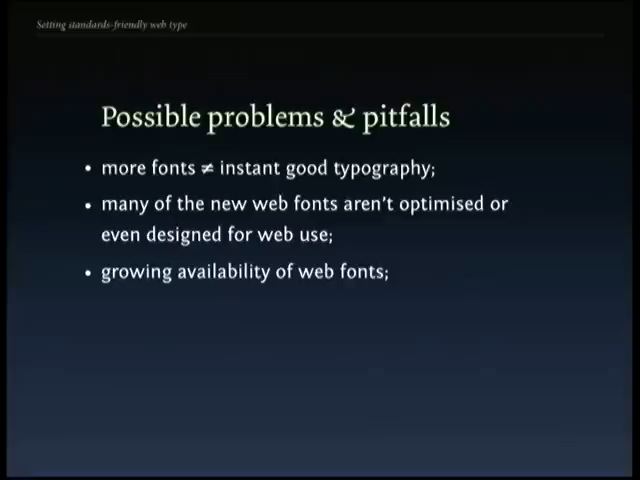 Setting standards-friendly web type
Possible problems & pitfalls
• more fonts ≠ instant good typography;
• many of the new web fonts aren't optimised or
even designed for web use;
• growing availability of web fonts;